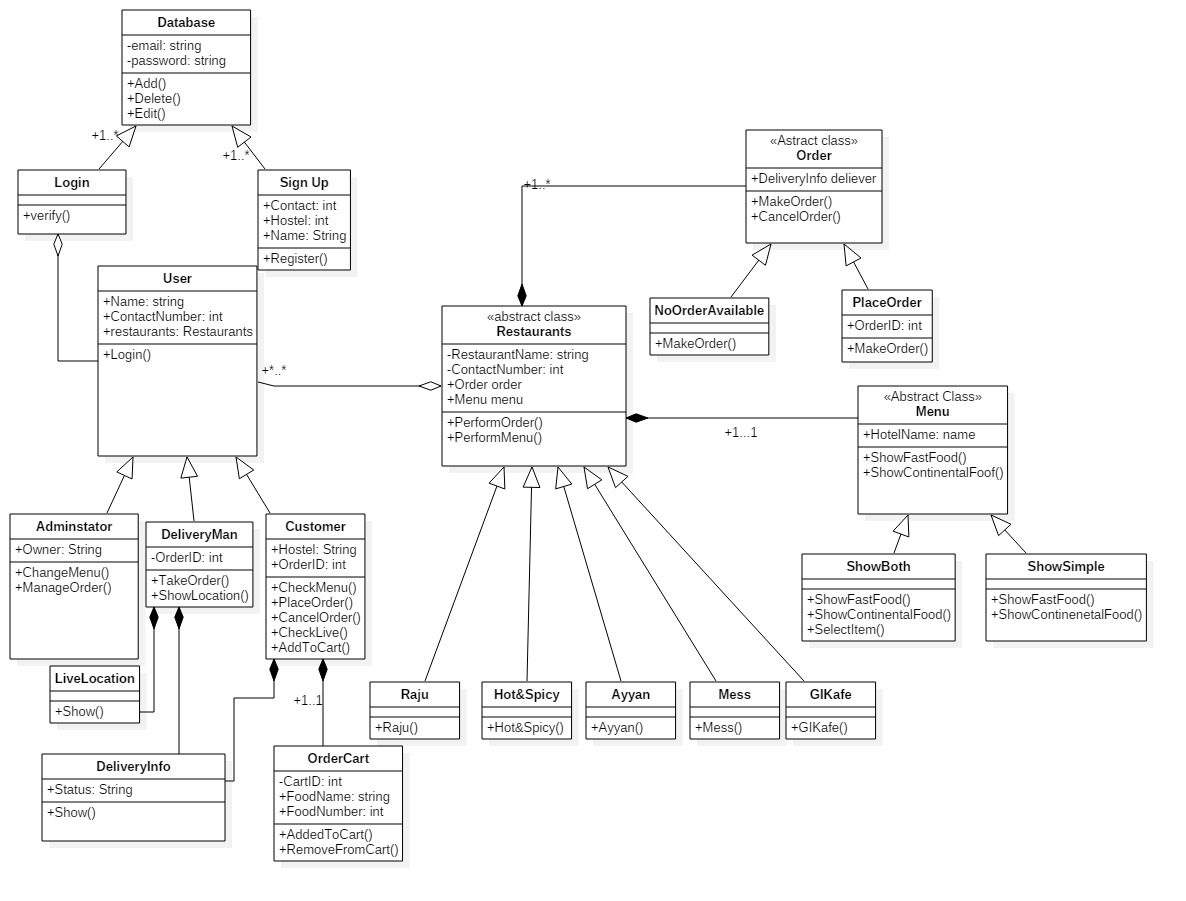 Database
-email: string
-password: string
+Add()
+Delete()
+Edit()
+1..*
+1..*
Login
+verify()
Sign Up
+Contact: int
+Hostel: int
+Name: String
+Register()
User
+Name: string
+ContactNumber: int
+restaurants: Restaurants
+Login()
+*..*
«abstract class»
Restaurants
-RestaurantName: string
-ContactNumber: int
+Order order
+Menu menu
+PerformOrder()
+PerformMenu()
+1..*
«Astract class»
Order
+DeliveryInfo deliever
+MakeOrder()
+CancelOrder()
NoOrderAvailable
+MakeOrder()
PlaceOrder
+OrderID: int
+MakeOrder()
+1...1
«Abstract Class»
Menu
+HotelName: name
+ShowFastFood()
+ShowContinentalFoof()
ShowBoth
+ShowFastFood()
+ShowContinentalFood()
+SelectItem()
ShowSimple
+ShowFastFood()
+ShowContinenetalFood()
Adminstator
+Owner: String
+ChangeMenu()
+ManageOrder()
DeliveryMan
-OrderID: int
+TakeOrder()
+ShowLocation()
Customer
+Hostel: String
+OrderID: int
+CheckMenu()
+PlaceOrder()
+CancelOrder()
+CheckLive()
+AddToCart()
LiveLocation
+Show()
+1..1
Raju
+Raju()
Hot&Spicy
+Hot&Spicy()
Ayyan
+Ayyan()
Mess
+Mess()
GIKafe
+GIKafe()
DeliveryInfo
+Status: String
+Show()
OrderCart
-CartID: int
+FoodName: string
+FoodNumber: int
+AddedToCart()
+RemoveFromCart()